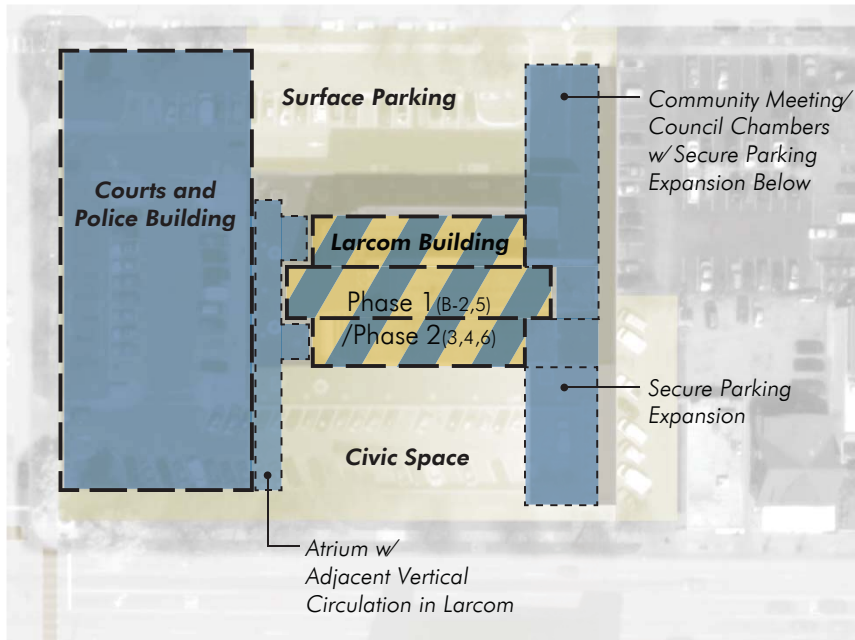 Surface Parking
Community Meeting/
Council Chambers
w/ Secure Parking
Expansion Below
Courts and
Police Building
Larcom Building
Phase 1(B-2,5)
/Phase 2(3,4,6)
Secure Parking
Expansion
Civic Space
Atrium w/
Adjacent Vertical
Circulation in Larcom